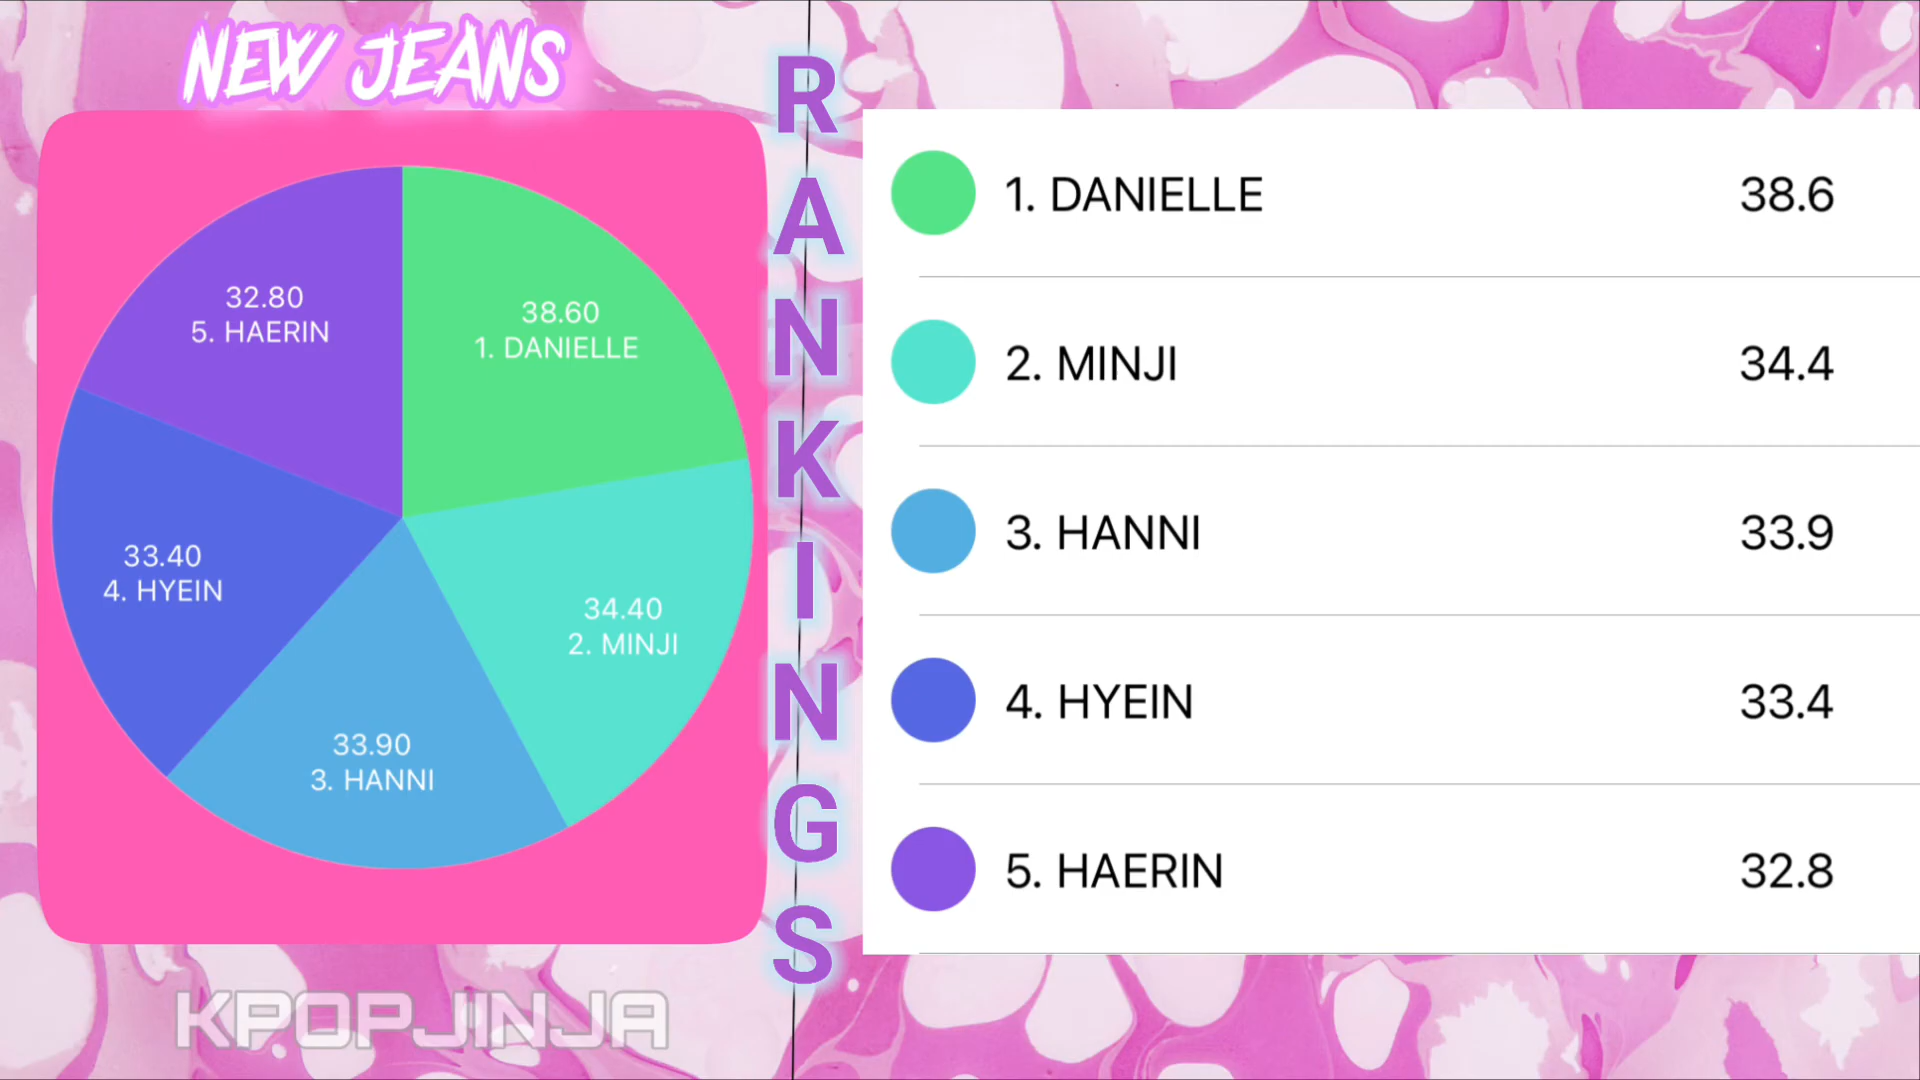 NEW JEANS
32.80
5. HAERIN
38.60
1. DANIELLE
33.40
4. HYEIN
34.40
2. MINJI
33.90
3. HANNI
RANKINGS
1. DANIELLE 38.6
2. MINJI 34.4
3. HANNI 33.9
4. HYEIN 33.4
5. HAERIN 32.8
KPOPJINJA